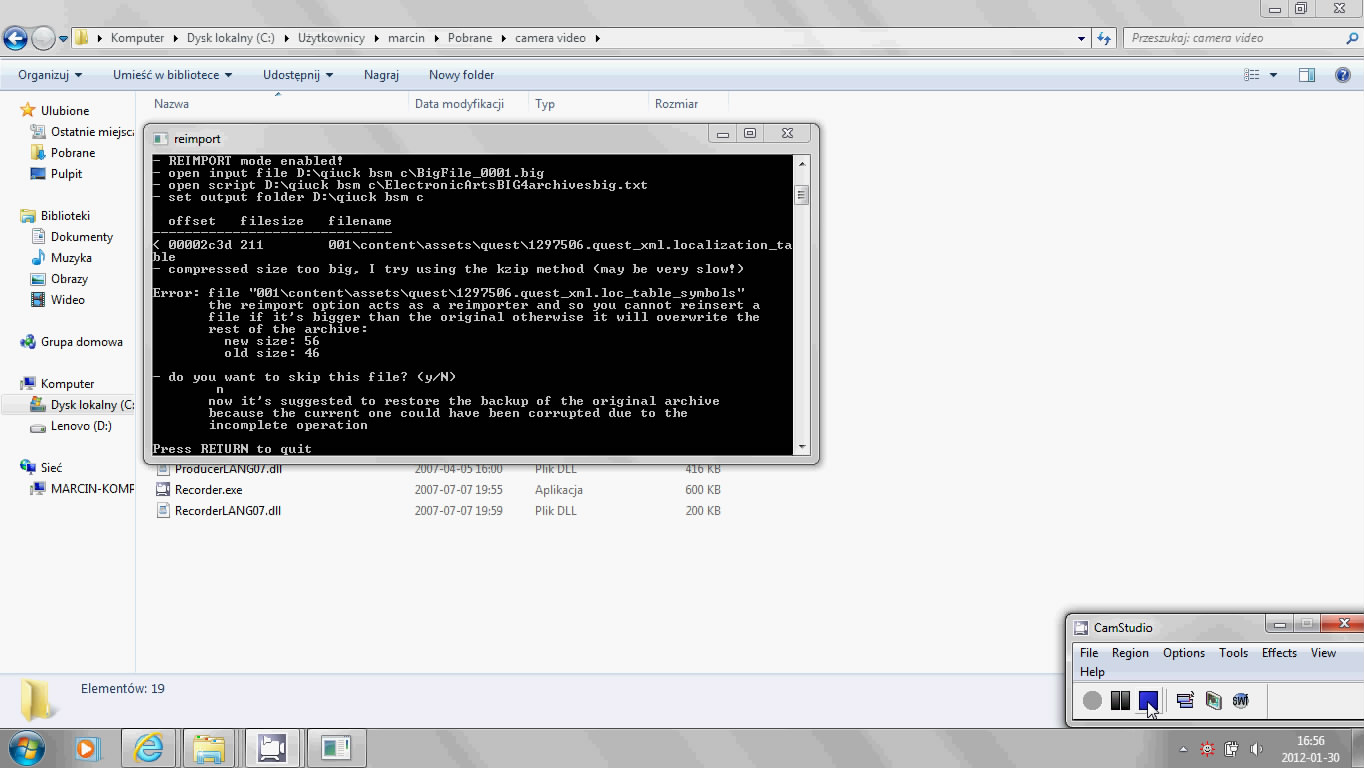 Komputer
Dysk lokalny (C:)
Użytkownicy
marcin
Pobrane
camera video
Przeszukaj: camera video
Organizuj
Umieść w bibliotece
Udostępnij
Nagraj
Nowy folder
Nazwa
Data modyfikacji
Typ
Rozmiar
Ulubione
Ostatnie miejsca
Pobrane
Pulpit
Biblioteki
Dokumenty
Muzyka
Obrazy
Wideo
Grupa domowa
Komputer
Dysk lokalny (C:
Lenovo (D:)
Sieć
MARCIN-KOMP
reimport
- REIMPORT mode enabled!
- open input file D:\qiuck bsm c\BigFile_0001.big
- open script D:\qiuck bsm c\ElectronicArtsBIG4archivesbig.txt
- set output folder D:\qiuck bsm c
offset filesize filename
------------------------------
< 00002c3d 211 001\content\assets\quest\1297506.quest_xml.localization_ta
ble
- compressed size too big, I try using the kzip method (may be very slow!)
Error: file "001\content\assets\quest\1297506.quest_xml.loc_table_symbols"
the reimport option acts as a reimporter and so you cannot reinsert a
file if it's bigger than the original otherwise it will overwrite the
rest of the archive:
new size: 56
old size: 46
- do you want to skip this file? (y/N)
n
now it's suggested to restore the backup of the original archive
because the current one could have been corrupted due to the
incomplete operation
Press RETURN to quit
ProducerLANG07.dll 2007-04-05 16:00 Plik DLL 416 KB
Recorder.exe 2007-07-07 19:55 Aplikacja 600 KB
RecorderLANG07.dll 2007-07-07 19:59 Plik DLL 200 KB
CamStudio
File Region Options Tools Effects View
Help
SWF
Elementów: 19
16:56
2012-01-30